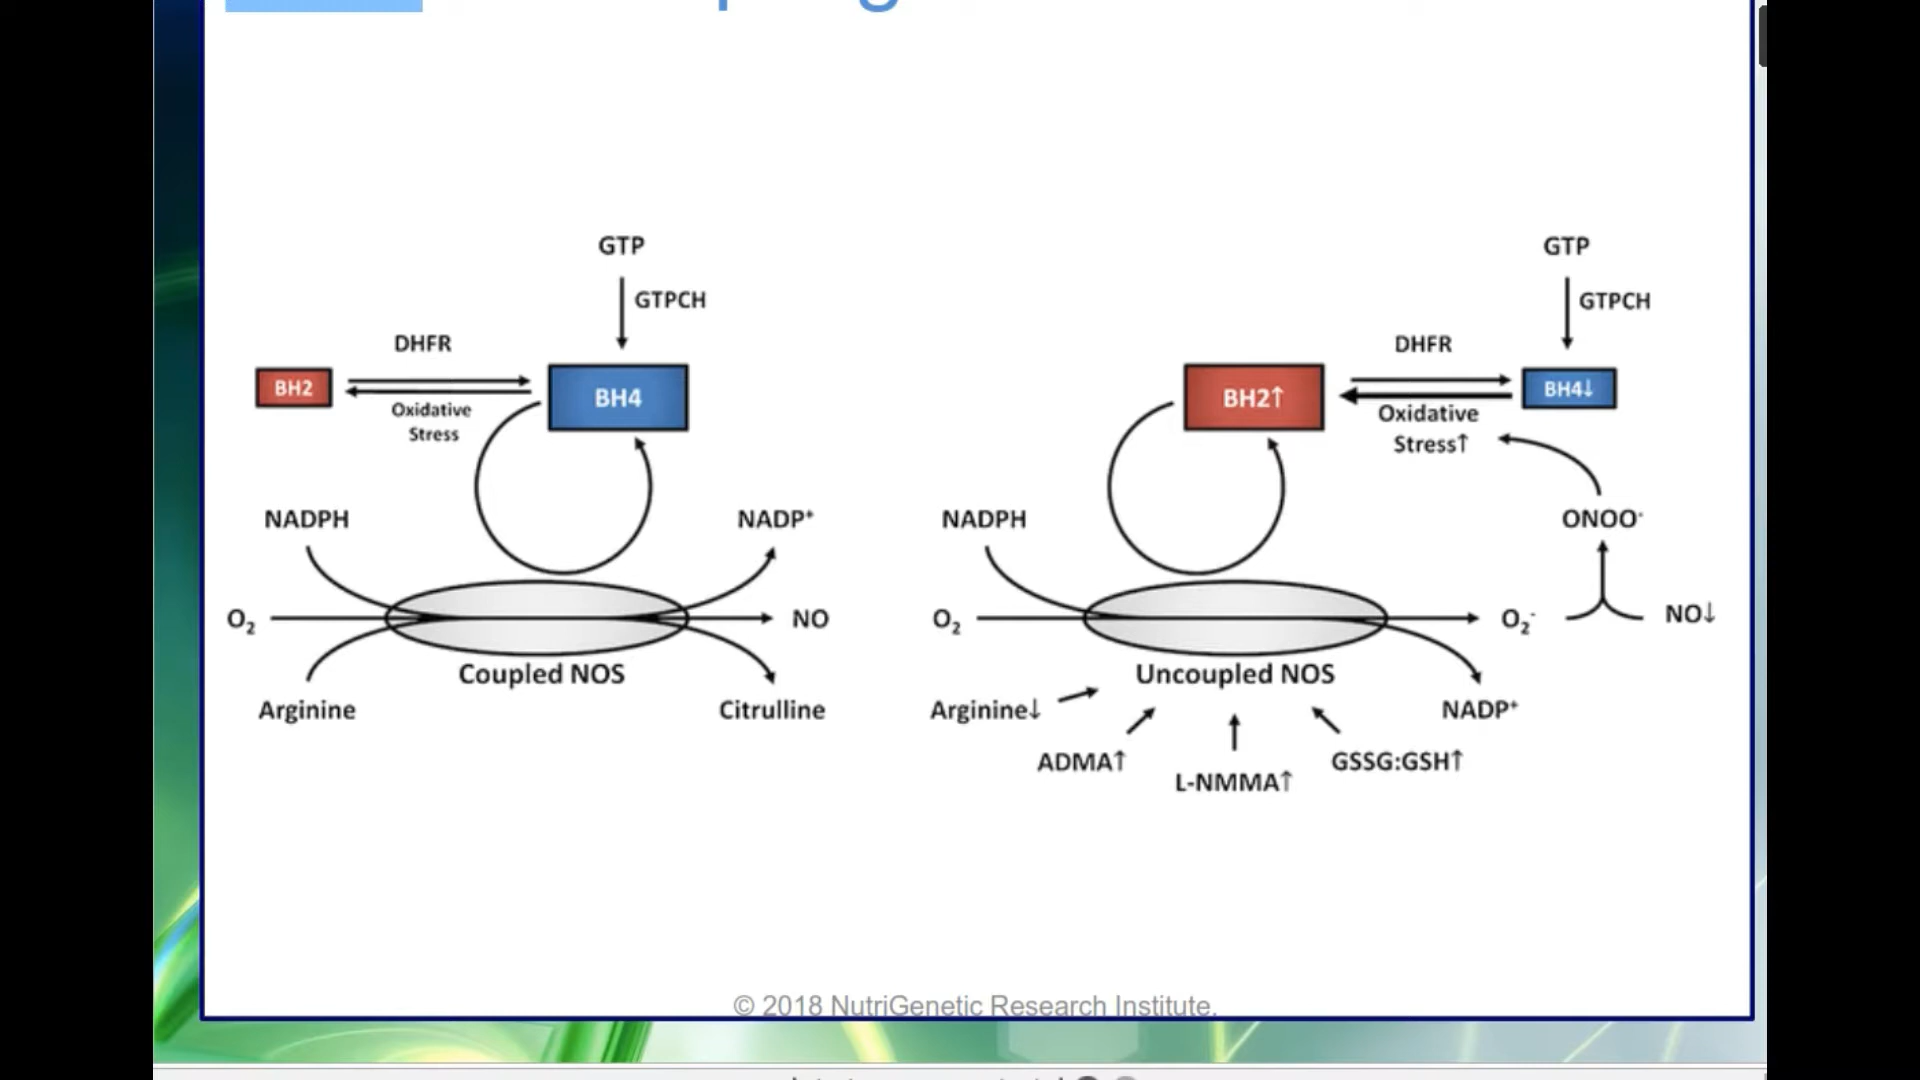 GTP
GTPCH
DHFR
BH2
BH4
Oxidative
Stress
NADPH
NADP⁺
O₂
NO
Coupled NOS
Arginine
Citrulline
GTP
GTPCH
DHFR
BH2↑
BH4↓
Oxidative
Stress↑
NADPH
ONOO⁻
O₂
O₂⁻
NO↓
Uncoupled NOS
Arginine↓
NADP⁺
ADMA↑
L-NMMA↑
GSSG:GSH↑
© 2018 NutriGenetic Research Institute.